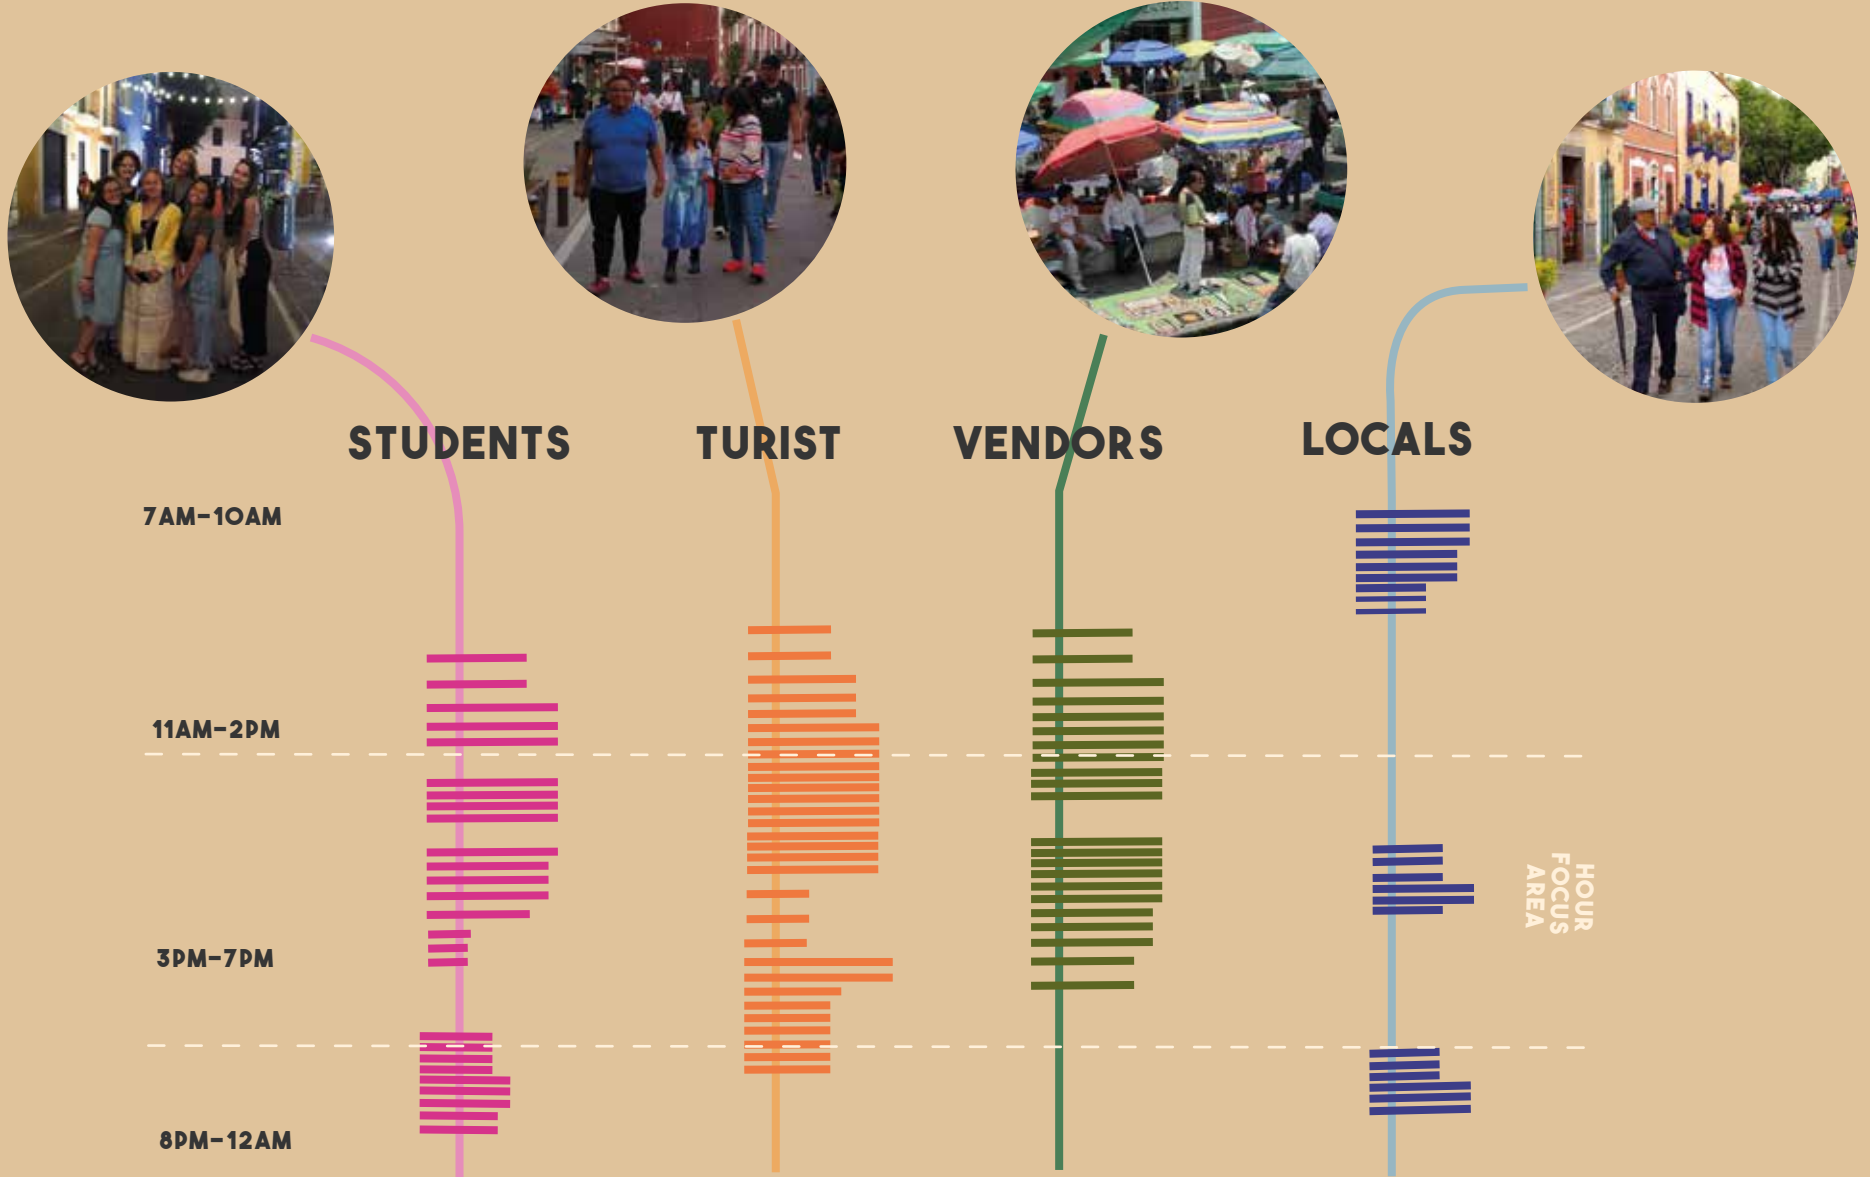 STUDENTS
TURIST
VENDORS
LOCALS
7AM-10AM
11AM-2PM
3PM-7PM
8PM-12AM
HOUR
FOCUS
AREA